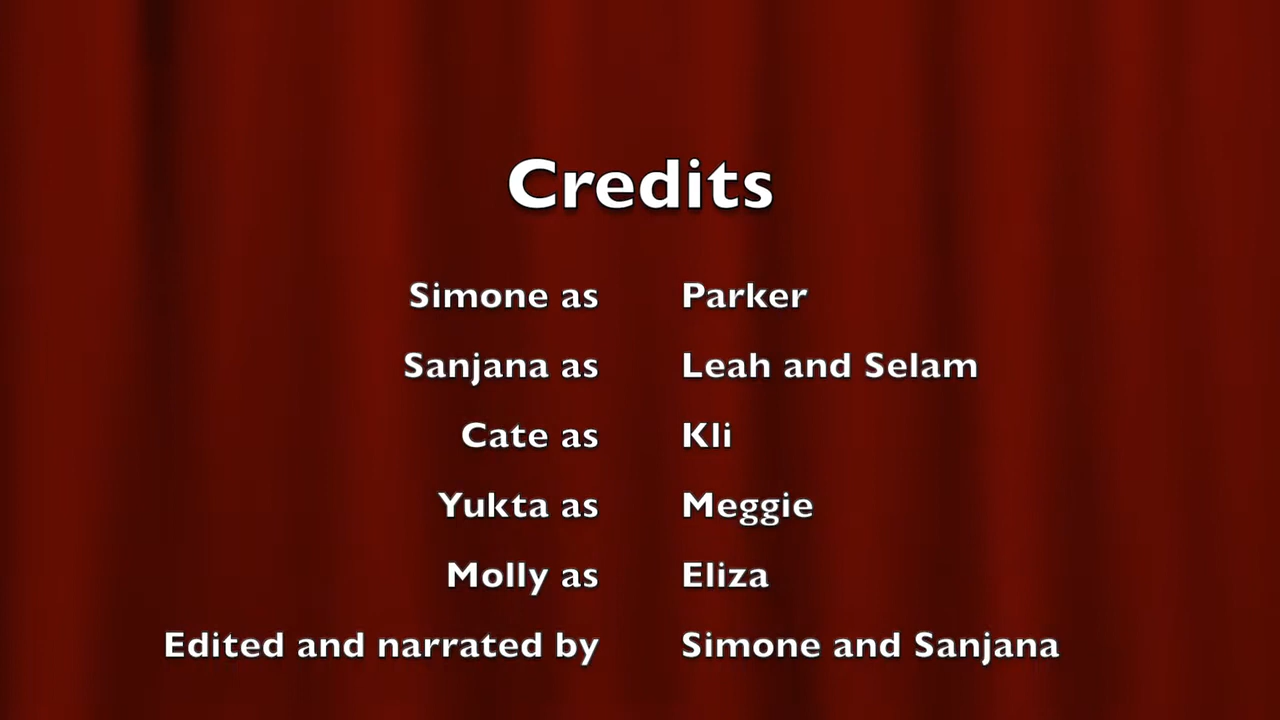 Credits
Simone as Parker
Sanjana as Leah and Selam
Cate as Kli
Yukta as Meggie
Molly as Eliza
Edited and narrated by Simone and Sanjana